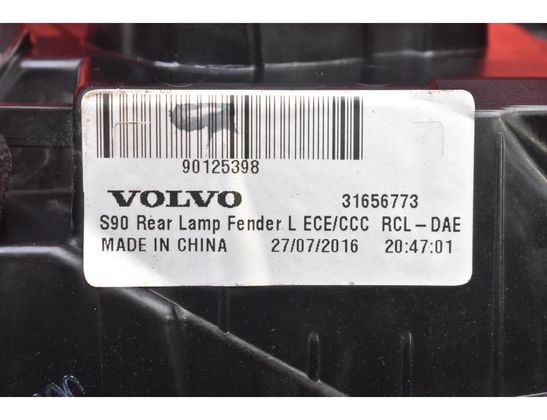 90125398
VOLVO 31656773
S90 Rear Lamp Fender L ECE/CCC RCL-DAE
MADE IN CHINA 27/07/2016 20:47:01